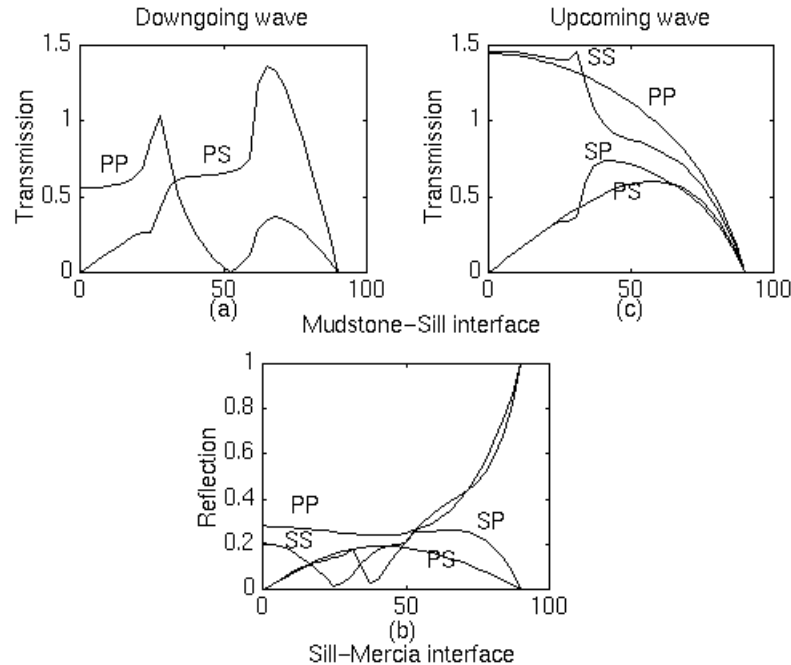 Downgoing wave
Upcoming wave
1.5
1
0.5
0
Transmission
PP
PS
0
50
100
(a)
1.5
1
0.5
0
Transmission
SS
PP
SP
PS
0
50
100
(c)
Mudstone-Sill interface
1
0.8
0.6
0.4
0.2
0
Reflection
PP
SS
SP
PS
0
50
100
(b)
Sill-Mercia interface